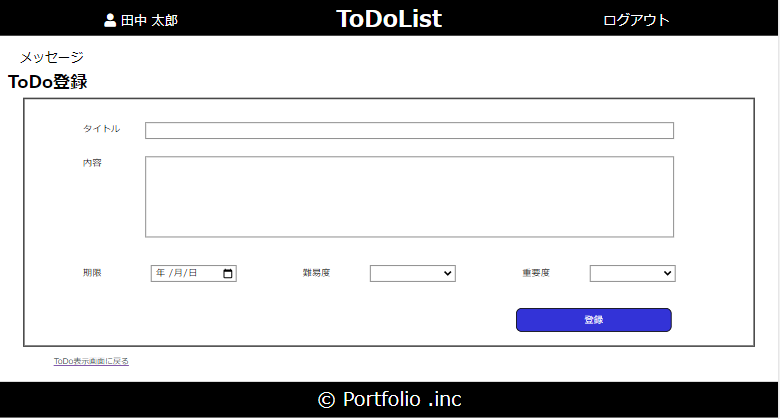 田中 太郎 ToDoList ログアウト
メッセージ
ToDo登録
タイトル
内容
期限 年 /月/日 難易度 重要度
登録
ToDo表示画面に戻る
© Portfolio .inc